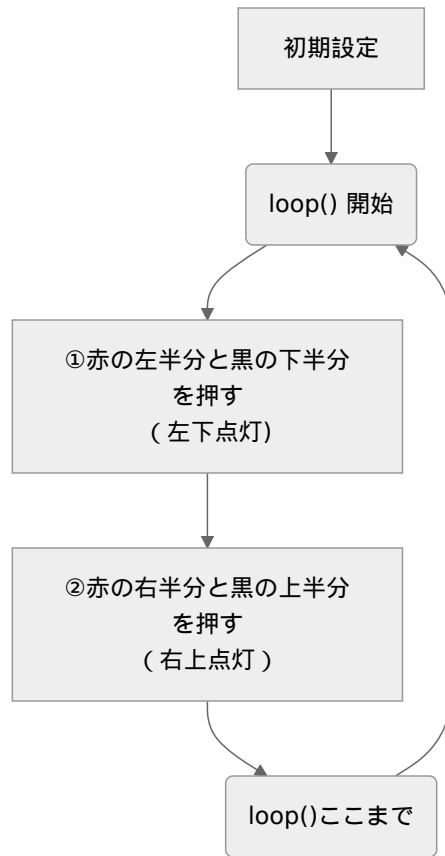 初期設定
loop() 開始
①赤の左半分と黒の下半分
を押す
（左下点灯)
②赤の右半分と黒の上半分
を押す
（右上点灯）
loop()ここまで